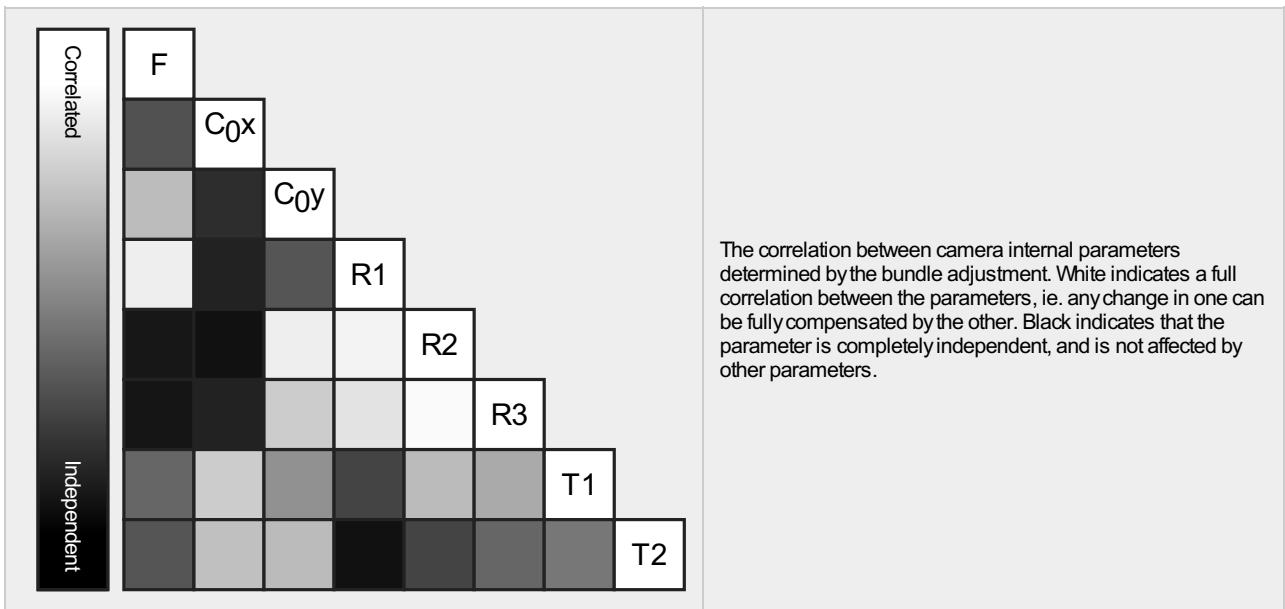 Correlated
Independent
F
C0x
C0y
R1
R2
R3
T1
T2
The correlation between camera internal parameters
determined by the bundle adjustment. White indicates a full
correlation between the parameters, ie. any change in one can
be fully compensated by the other. Black indicates that the
parameter is completely independent, and is not affected by
other parameters.